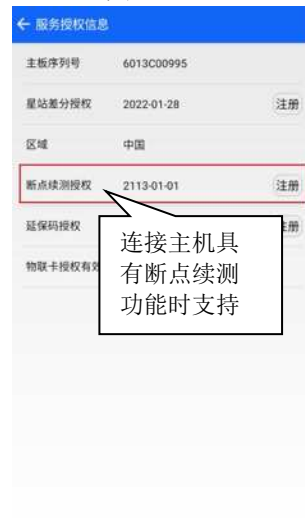 ← 服务授权信息
主板序列号 6013C00995
星站差分授权 2022-01-28 注册
区域 中国
断点续测授权 2113-01-01 注册
延保码授权 注册
物联卡授权有效
连接主机具
有断点续测
功能时支持